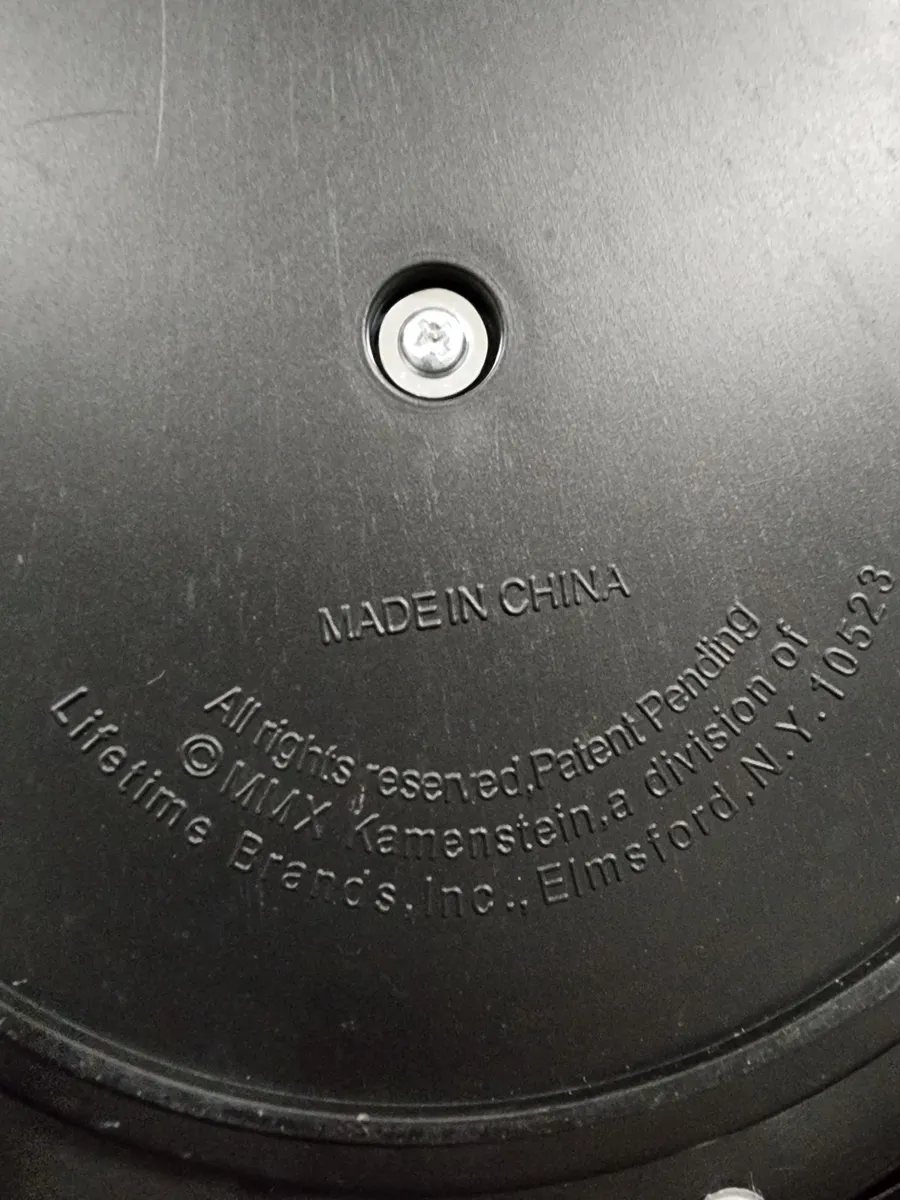 MADE IN CHINA
All rights reserved,Patent Pending
© MMX Kamenstein,a division of
Lifetime Brands,Inc.,Elmsford,N.Y.10523